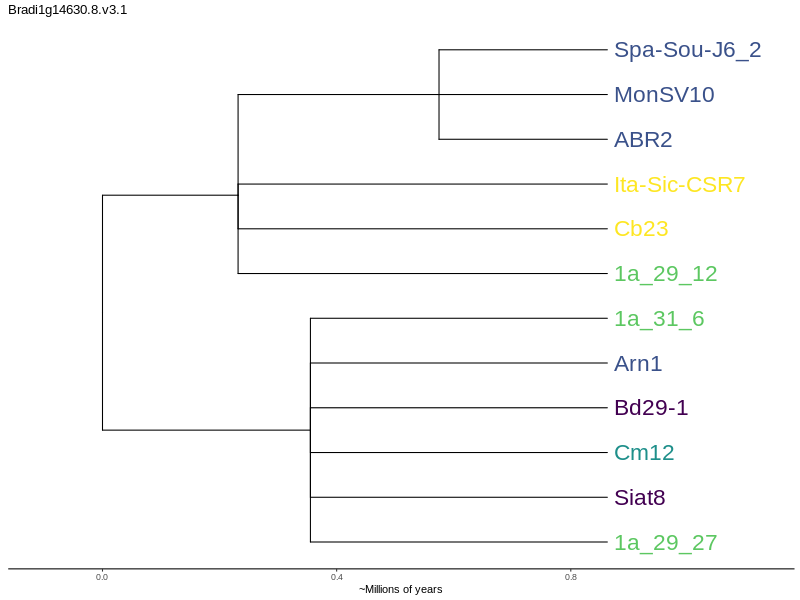 Bradi1g14630.8.v3.1
Spa-Sou-J6_2
MonSV10
ABR2
Ita-Sic-CSR7
Cb23
1a_29_12
1a_31_6
Arn1
Bd29-1
Cm12
Siat8
1a_29_27
0.0 0.4 0.8
~Millions of years